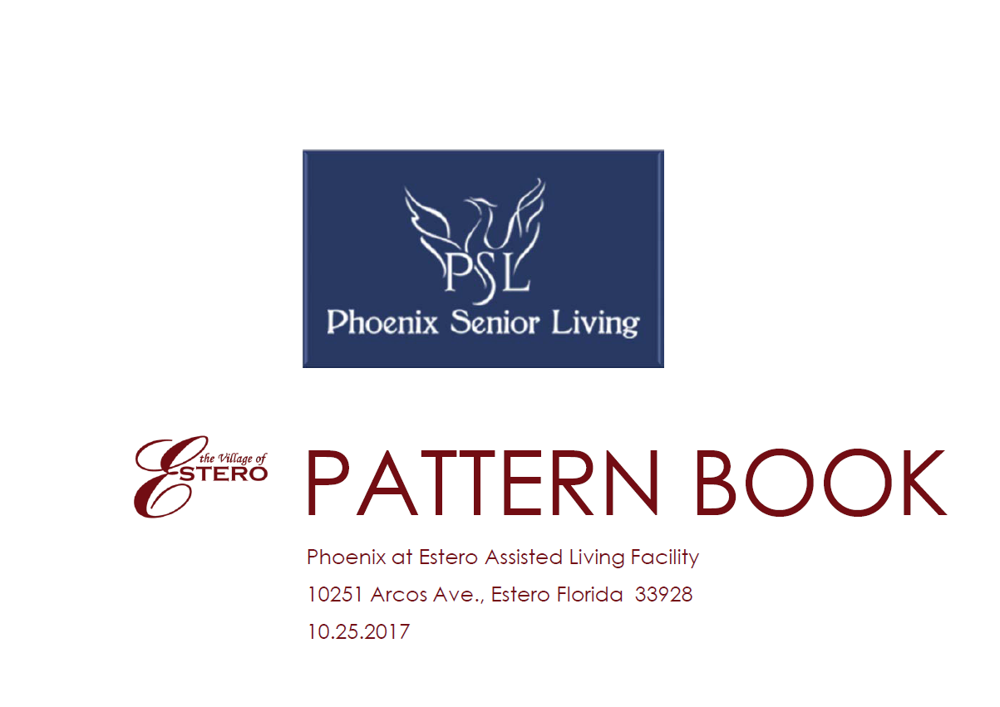 PSL
Phoenix Senior Living
the Village of
ESTERO
PATTERN BOOK
Phoenix at Estero Assisted Living Facility
10251 Arcos Ave., Estero Florida  33928
10.25.2017